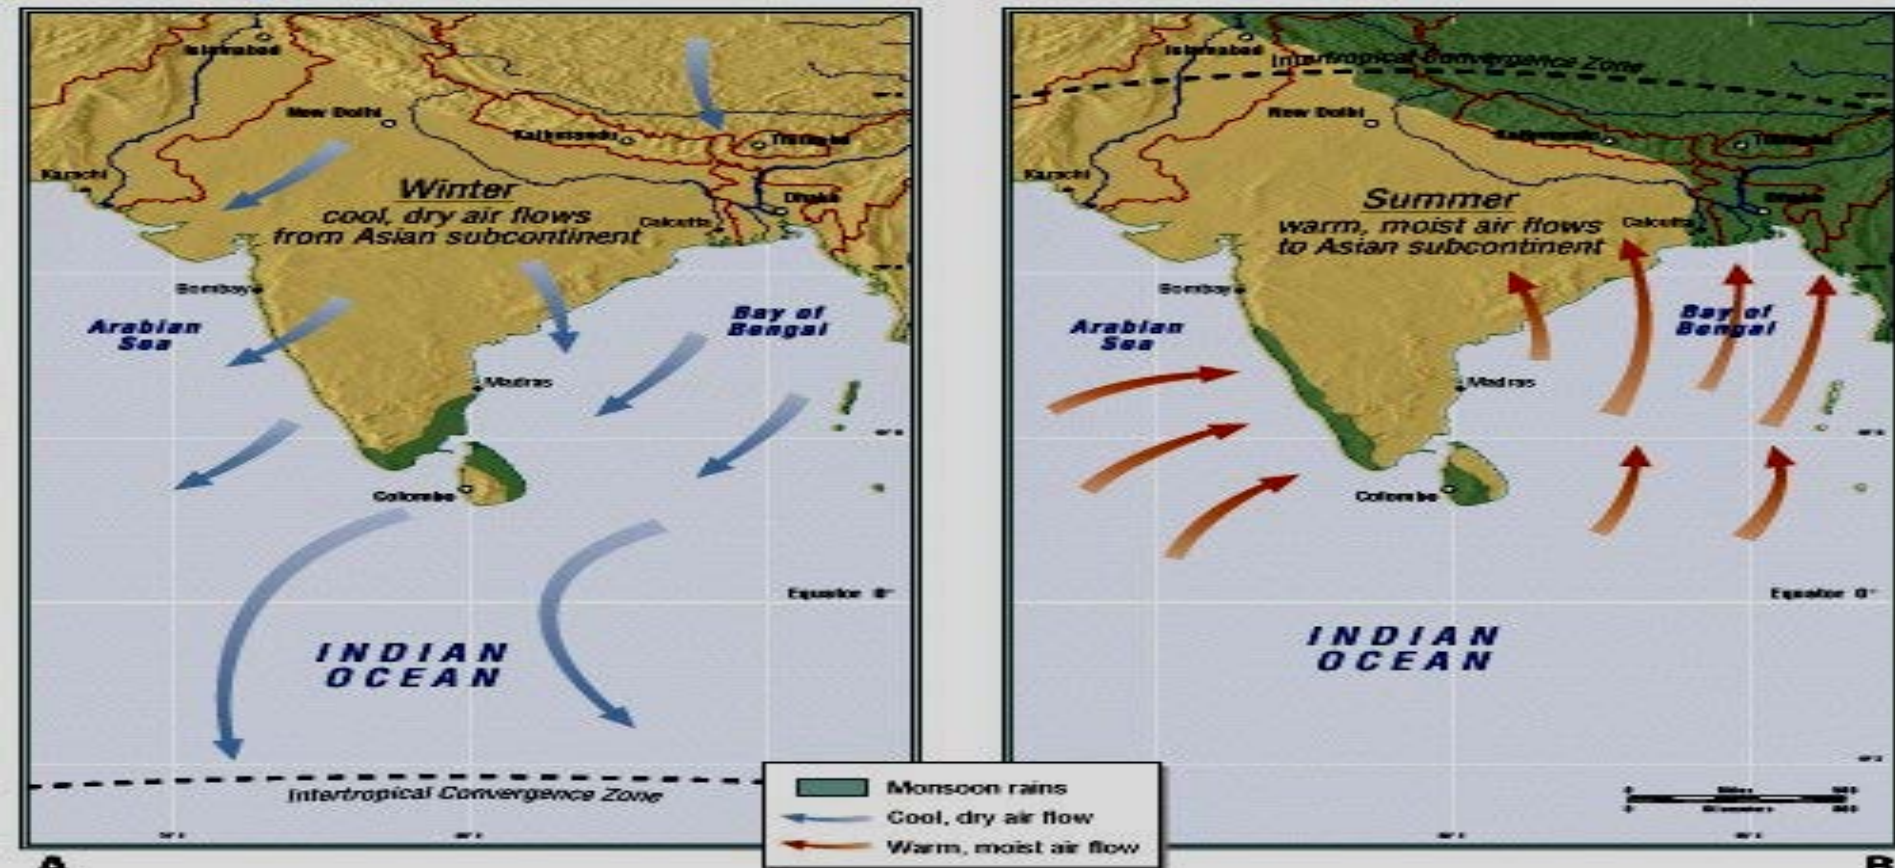 Islamabad
New Delhi
Karachi
Winter
cool, dry air flows
from Asian subcontinent
Calcutta
Dhaka
Bombay
Arabian
Sea
Bay of
Bengal
Madras
Colombo
Equator 0°
INDIAN
OCEAN
Intertropical Convergence Zone
A
Islamabad
Intertropical Convergence Zone
New Delhi
Karachi
Summer
warm, moist air flows
to Asian subcontinent
Calcutta
Bombay
Arabian
Sea
Bay of
Bengal
Madras
Colombo
Equator 0°
INDIAN
OCEAN
B
Monsoon rains
Cool, dry air flow
Warm, moist air flow